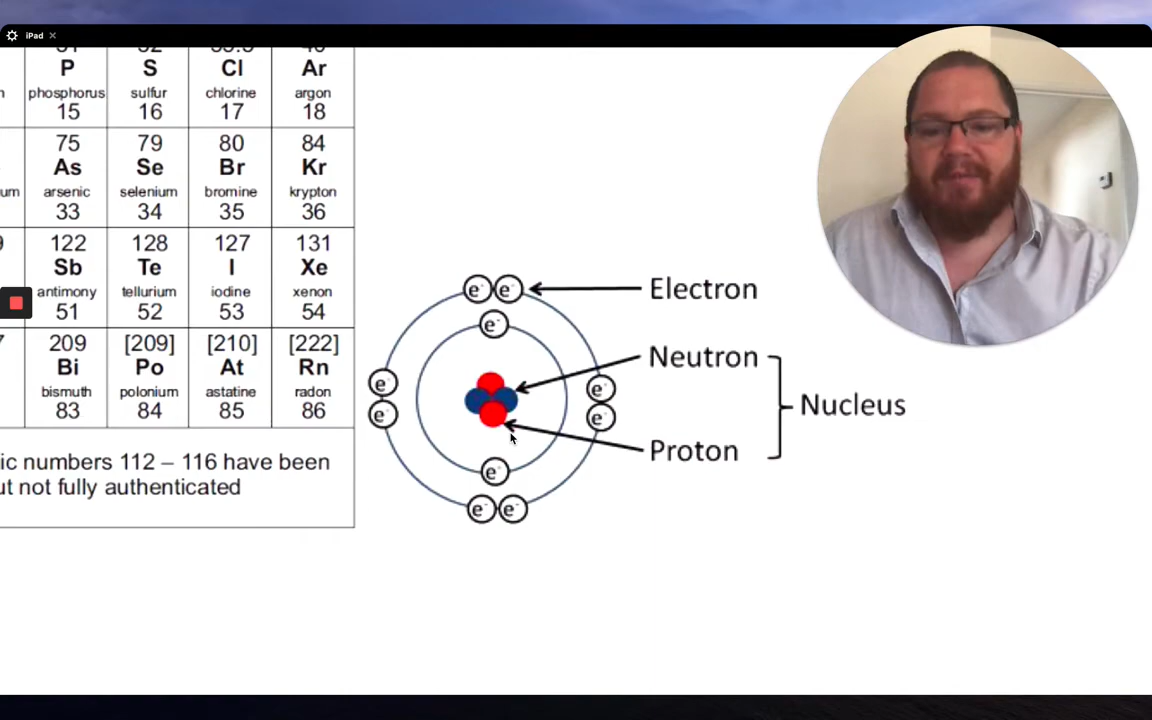 iPad
P S Cl Ar
phosphorus sulfur chlorine argon
15 16 17 18
75 79 80 84
As Se Br Kr
um arsenic selenium bromine krypton
33 34 35 36
9 122 128 127 131
Sb Te I Xe
antimony tellurium iodine xenon
51 52 53 54
7 209 [209] [210] [222]
Bi Po At Rn
bismuth polonium astatine radon
83 84 85 86
ic numbers 112 – 116 have been
ut not fully authenticated
e⁻ e⁻ Electron
e⁻
Neutron
e⁻ e⁻
Nucleus
e⁻ e⁻
Proton
e⁻
e⁻ e⁻